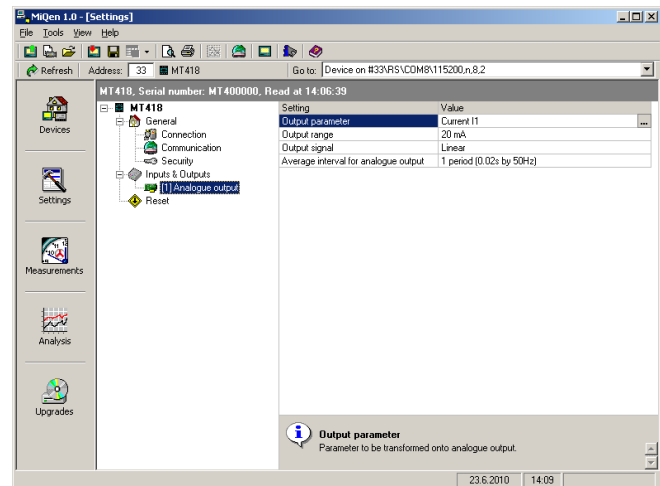 MiQen 1.0 - [Settings]
File Tools View Help
Refresh Address: 33 MT418 Go to: Device on #33\RS\COM8\115200,n,8,2
MT418, Serial number: MT400000, Read at 14:06:39
Devices
Settings
Measurements
Analysis
Upgrades
MT418
General
Connection
Communication
Security
Inputs & Outputs
[1] Analogue output
Reset
Setting Value
Output parameter Current I1 ...
Output range 20 mA
Output signal Linear
Average interval for analogue output 1 period (0.02s by 50Hz)
Output parameter
Parameter to be transformed onto analogue output.
23.6.2010 14:09